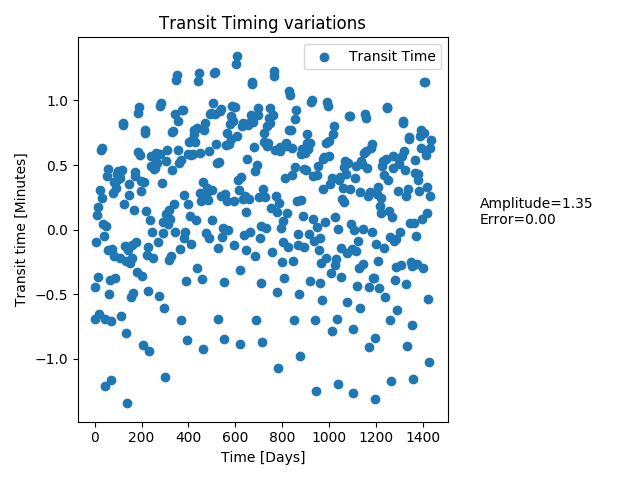 Transit Timing variations
Transit Time
Transit time [Minutes]
1.0
0.5
0.0
−0.5
−1.0
Amplitude=1.35
Error=0.00
0 200 400 600 800 1000 1200 1400
Time [Days]